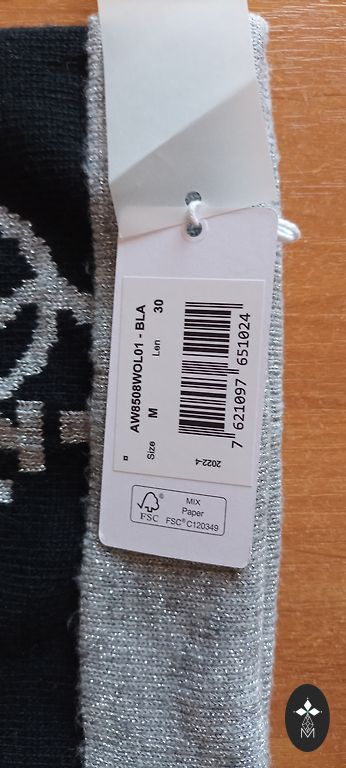 AW8508WOL01 - BLA
Size M Len 30
7 621097 651024
2022-4
FSC®
MIX
Paper
FSC® C120349
M